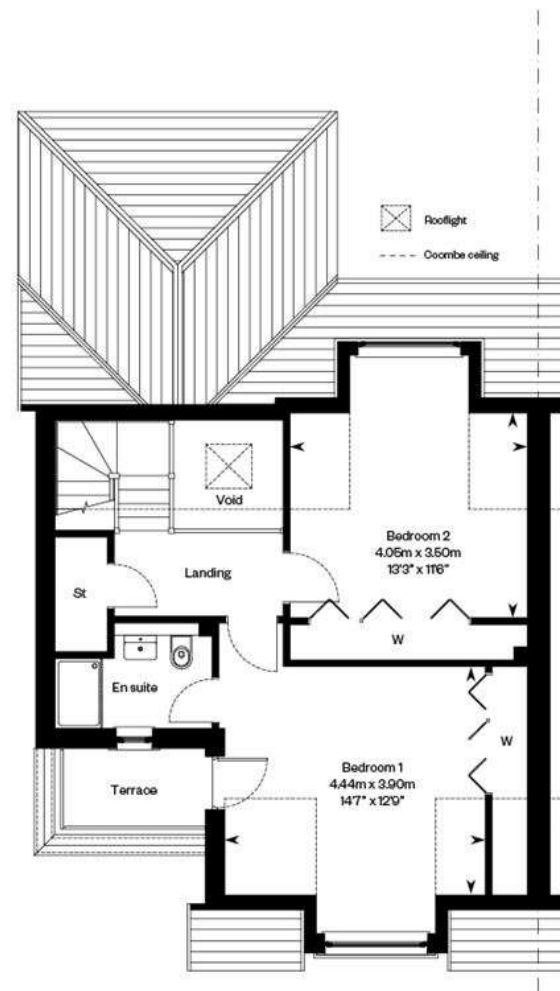 Rooflight
Coombe ceiling
Void
Bedroom 2
4.05m x 3.50m
13'3" x 11'6"
Landing
St
W
En suite
W
Bedroom 1
4.44m x 3.90m
14'7" x 12'9"
Terrace